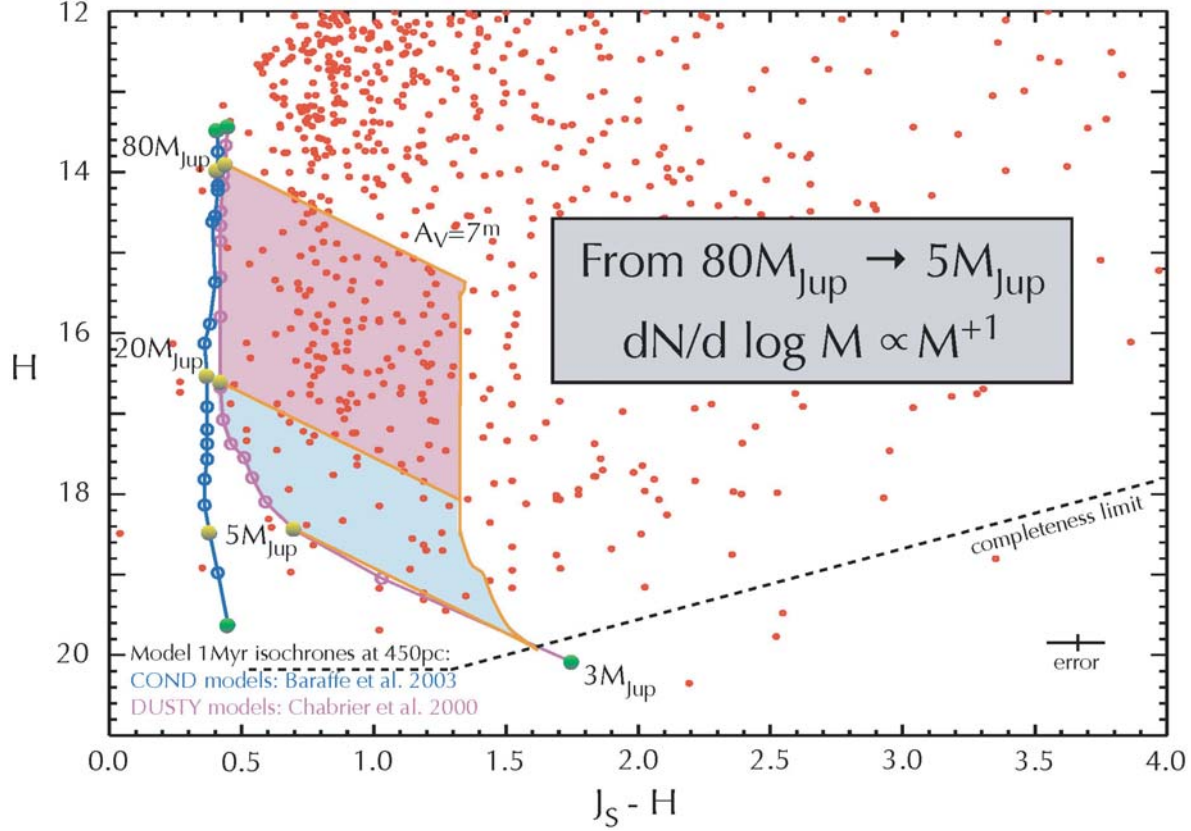 12
14
80M_Jup
A_V=7^m
From 80M_Jup → 5M_Jup
dN/d log M ∝ M^+1
16
20M_Jup
H
18
5M_Jup
completeness limit
20
Model 1Myr isochrones at 450pc:
COND models: Baraffe et al. 2003
DUSTY models: Chabrier et al. 2000
3M_Jup
error
0.0 0.5 1.0 1.5 2.0 2.5 3.0 3.5 4.0
J_S - H